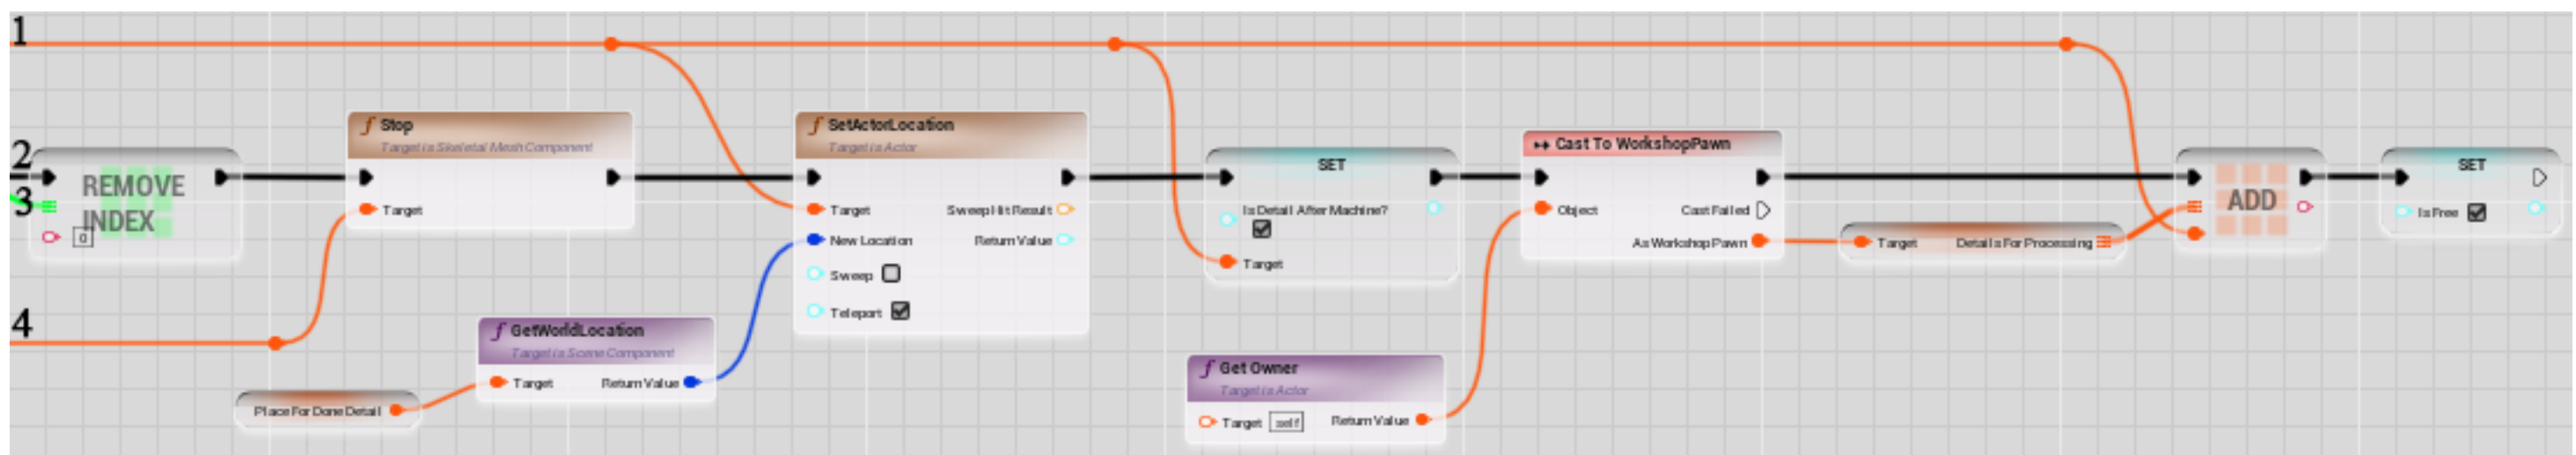 1
2
3
4
REMOVE
INDEX
0
Stop
Target is Skeletal Mesh Component
Target
Place For Done Detail
GetWorldLocation
Target is Scene Component
Target Return Value
SetActorLocation
Target is Actor
Target Sweep Hit Result
New Location Return Value
Sweep
Teleport
SET
Is Detail After Machine?
Target
Get Owner
Target is Actor
Target self Return Value
Cast To WorkshopPawn
Object Cast Failed
As Workshop Pawn
Target Details For Processing
ADD
SET
Is Free